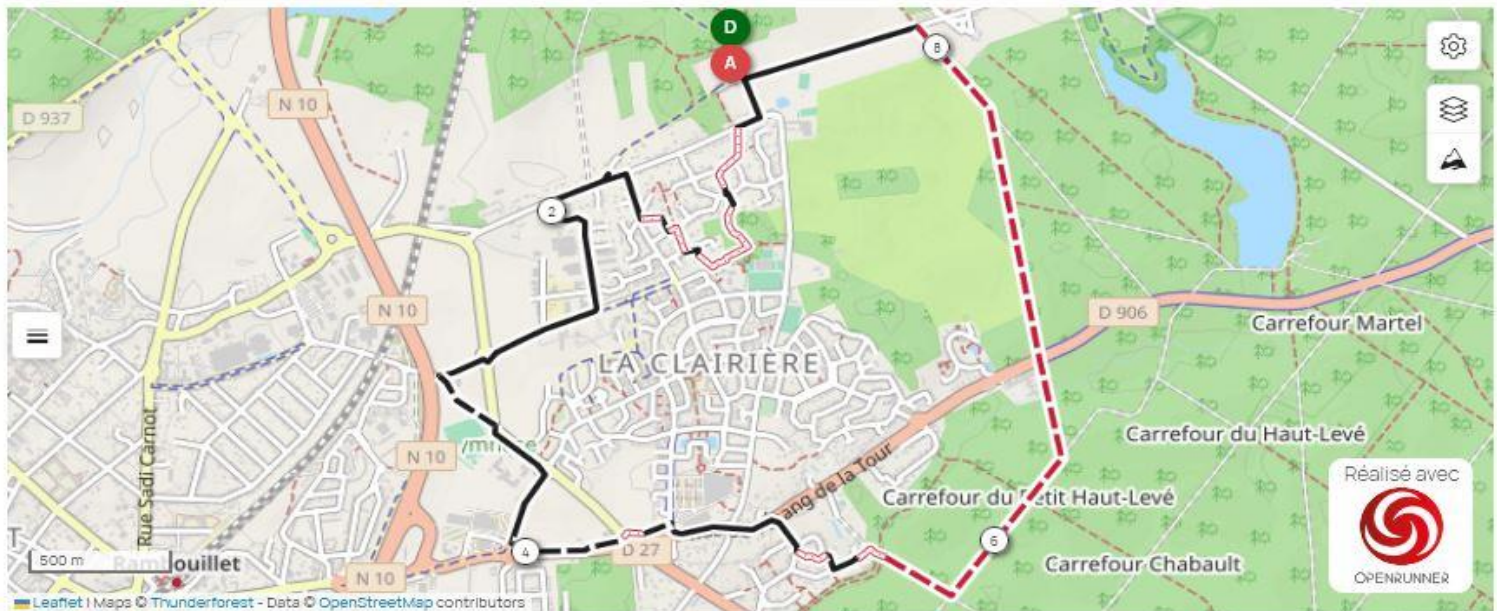 D
A
8
D 937
N 10
2
N 10
D 906
Carrefour Martel
LA CLAIRIÈRE
Carrefour du Haut-Levé
N 10
Rue Sadi Carnot
ang de la Tour
Carrefour du Petit Haut-Levé
Réalisé avec
6
4
D 27
500 m
Rambouillet
Carrefour Chabault
N 10
OPENRUNNER
Leaflet | Maps © Thunderforest - Data © OpenStreetMap contributors